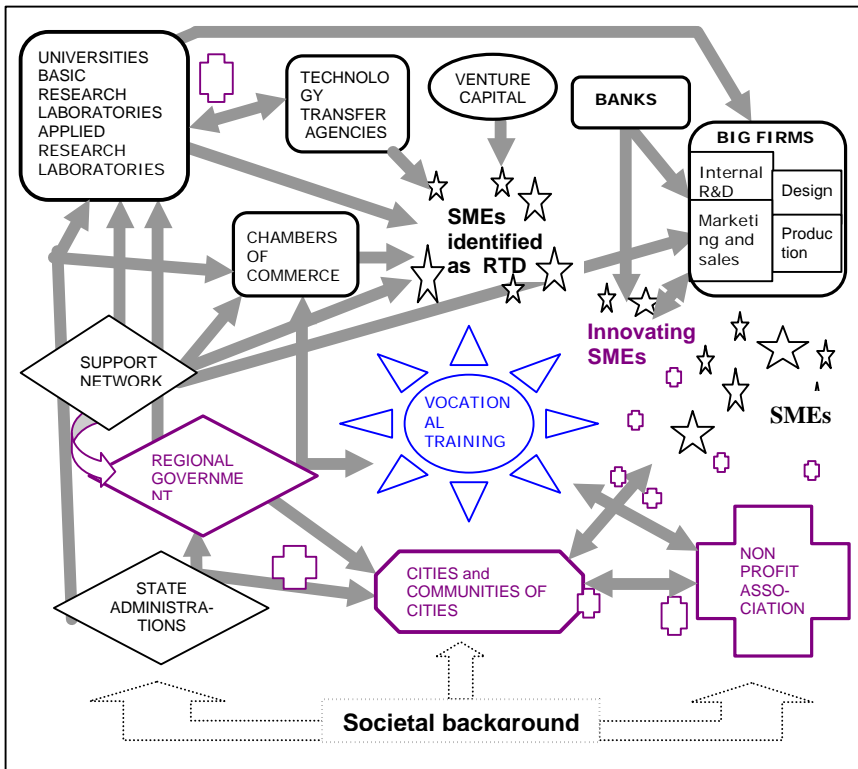 UNIVERSITIES
BASIC
RESEARCH
LABORATORIES
APPLIED
RESEARCH
LABORATORIES
TECHNOLO
GY
TRANSFER
AGENCIES
VENTURE
CAPITAL
BANKS
BIG FIRMS
Internal
R&D
Design
Marketi
ng and
sales
Produc
tion
CHAMBERS
OF
COMMERCE
SMEs
identified
as RTD
Innovating
SMEs
SMEs
SUPPORT
NETWORK
VOCATION
AL
TRAINING
REGIONAL
GOVERNME
NT
STATE
ADMINISTRA-
TIONS
CITIES and
COMMUNITIES OF
CITIES
NON
PROFIT
ASSO-
CIATION
Societal background